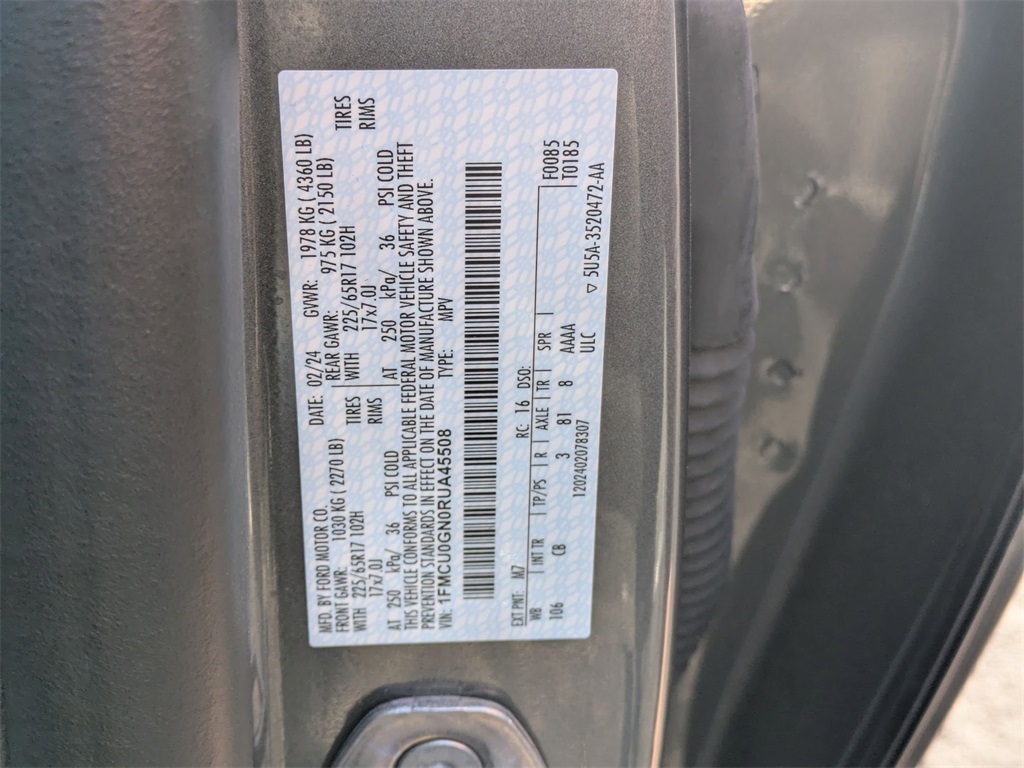 MFD. BY FORD MOTOR CO. DATE: 02/24 GVWR: 1978 KG ( 4360 LB)
FRONT GAWR: 1030 KG ( 2270 LB) REAR GAWR: 975 KG ( 2150 LB)
WITH 225/65R17 102H TIRES WITH 225/65R17 102H TIRES
17x7.0J RIMS 17x7.0J RIMS
AT 250 kPa/ 36 PSI COLD AT 250 kPa/ 36 PSI COLD
THIS VEHICLE CONFORMS TO ALL APPLICABLE FEDERAL MOTOR VEHICLE SAFETY AND THEFT
PREVENTION STANDARDS IN EFFECT ON THE DATE OF MANUFACTURE SHOWN ABOVE.
VIN: 1FMCU0GN0RUA45508 TYPE: MPV
EXT PNT: M7 RC: 16 DSO: F0085
WB INT TR TP/PS R AXLE TR SPR T0185
106 CB 3 81 8 AAAA
120240207830​7 ULC
▽ 5U5A-3520472-AA